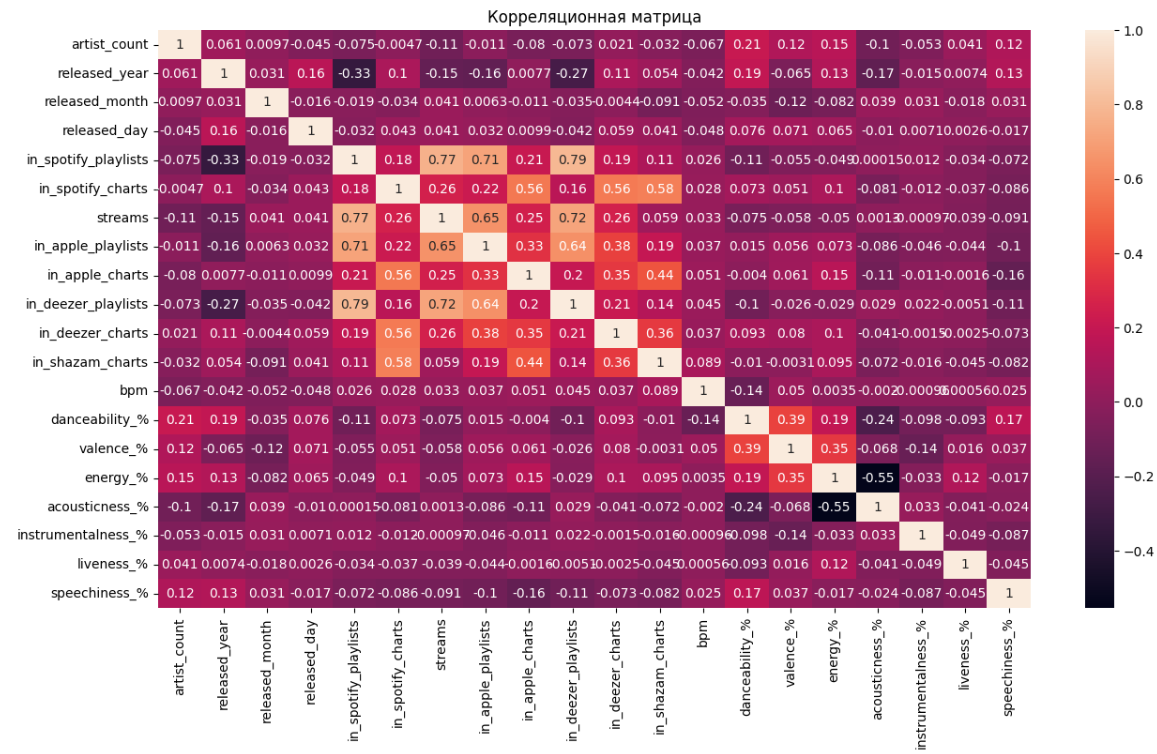 Корреляционная матрица
artist_count 1 0.061 0.0097 -0.045 -0.075 -0.0047 -0.11 -0.011 -0.08 -0.073 0.021 -0.032 -0.067 0.21 0.12 0.15 -0.1 -0.053 0.041 0.12
released_year 0.061 1 0.031 0.16 -0.33 0.1 -0.15 -0.16 0.0077 -0.27 0.11 0.054 -0.042 0.19 -0.065 0.13 -0.17 -0.015 0.0074 0.13
released_month 0.0097 0.031 1 -0.016 -0.019 -0.034 0.041 0.0063 -0.011 -0.035 -0.0044 -0.091 -0.052 -0.035 -0.12 -0.082 0.039 0.031 -0.018 0.031
released_day -0.045 0.16 -0.016 1 -0.032 0.043 0.041 0.032 0.0099 -0.042 0.059 0.041 -0.048 0.076 0.071 0.065 -0.01 0.0071 0.0026 -0.017
in_spotify_playlists -0.075 -0.33 -0.019 -0.032 1 0.18 0.77 0.71 0.21 0.79 0.19 0.11 0.026 -0.11 -0.055 -0.049 0.00015 0.012 -0.034 -0.072
in_spotify_charts -0.0047 0.1 -0.034 0.043 0.18 1 0.26 0.22 0.56 0.16 0.56 0.58 0.028 0.073 0.051 0.1 -0.081 -0.012 -0.037 -0.086
streams -0.11 -0.15 0.041 0.041 0.77 0.26 1 0.65 0.25 0.72 0.26 0.059 0.033 -0.075 -0.058 -0.05 0.0013 0.00097 -0.039 -0.091
in_apple_playlists -0.011 -0.16 0.0063 0.032 0.71 0.22 0.65 1 0.33 0.64 0.38 0.19 0.037 0.015 0.056 0.073 -0.086 -0.046 -0.044 -0.1
in_apple_charts -0.08 0.0077 -0.011 0.0099 0.21 0.56 0.25 0.33 1 0.2 0.35 0.44 0.051 -0.004 0.061 0.15 -0.11 -0.011 -0.0016 -0.16
in_deezer_playlists -0.073 -0.27 -0.035 -0.042 0.79 0.16 0.72 0.64 0.2 1 0.21 0.14 0.045 -0.1 -0.026 -0.029 0.029 0.022 -0.0051 -0.11
in_deezer_charts 0.021 0.11 -0.0044 0.059 0.19 0.56 0.26 0.38 0.35 0.21 1 0.36 0.037 0.093 0.08 0.1 -0.041 -0.0015 -0.0025 -0.073
in_shazam_charts -0.032 0.054 -0.091 0.041 0.11 0.58 0.059 0.19 0.44 0.14 0.36 1 0.089 -0.01 -0.0031 0.095 -0.072 -0.016 -0.045 -0.082
bpm -0.067 -0.042 -0.052 -0.048 0.026 0.028 0.033 0.037 0.051 0.045 0.037 0.089 1 -0.14 0.05 0.0035 -0.002 0.00096 0.00056 0.025
danceability_% 0.21 0.19 -0.035 0.076 -0.11 0.073 -0.075 0.015 -0.004 -0.1 0.093 -0.01 -0.14 1 0.39 0.19 -0.24 -0.098 -0.093 0.17
valence_% 0.12 -0.065 -0.12 0.071 -0.055 0.051 -0.058 0.056 0.061 -0.026 0.08 -0.0031 0.05 0.39 1 0.35 -0.068 -0.14 0.016 0.037
energy_% 0.15 0.13 -0.082 0.065 -0.049 0.1 -0.05 0.073 0.15 -0.029 0.1 0.095 0.0035 0.19 0.35 1 -0.55 -0.033 0.12 -0.017
acousticness_% -0.1 -0.17 0.039 -0.01 0.00015 -0.081 0.0013 -0.086 -0.11 0.029 -0.041 -0.072 -0.002 -0.24 -0.068 -0.55 1 0.033 -0.041 -0.024
instrumentalness_% -0.053 -0.015 0.031 0.0071 0.012 -0.012 -0.00097 -0.046 -0.011 0.022 -0.0015 -0.016 -0.00096 -0.098 -0.14 -0.033 0.033 1 -0.049 -0.087
liveness_% 0.041 0.0074 -0.018 0.0026 -0.034 -0.037 -0.039 -0.044 -0.0016 -0.0051 -0.0025 -0.045 0.00056 -0.093 0.016 0.12 -0.041 -0.049 1 -0.045
speechiness_% 0.12 0.13 0.031 -0.017 -0.072 -0.086 -0.091 -0.1 -0.16 -0.11 -0.073 -0.082 0.025 0.17 0.037 -0.017 -0.024 -0.087 -0.045 1
artist_count
released_year
released_month
released_day
in_spotify_playlists
in_spotify_charts
streams
in_apple_playlists
in_apple_charts
in_deezer_playlists
in_deezer_charts
in_shazam_charts
bpm
danceability_%
valence_%
energy_%
acousticness_%
instrumentalness_%
liveness_%
speechiness_%
1.0
0.8
0.6
0.4
0.2
0.0
−0.2
−0.4